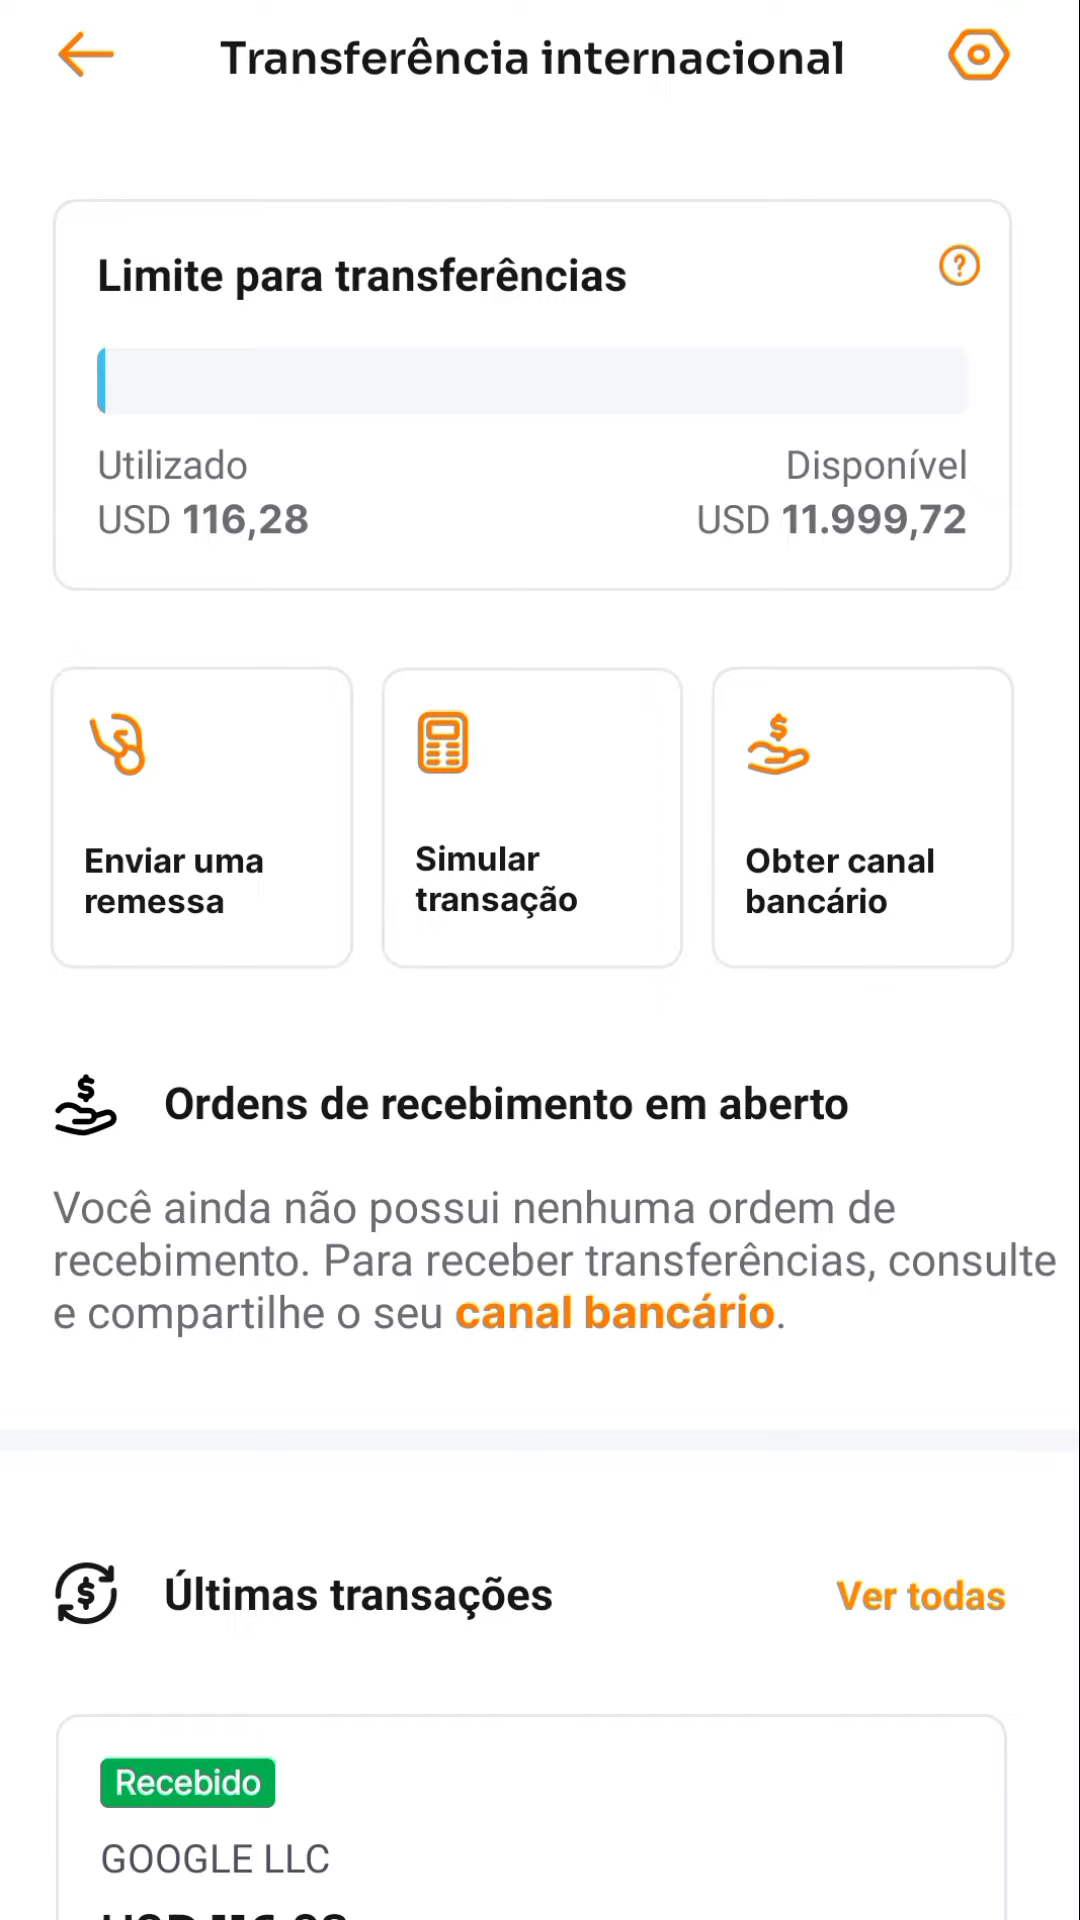 Transferência internacional
Limite para transferências
Utilizado
Disponível
USD 116,28
USD 11.999,72
Enviar uma
remessa
Simular
transação
Obter canal
bancário
Ordens de recebimento em aberto
Você ainda não possui nenhuma ordem de
recebimento. Para receber transferências, consulte
e compartilhe o seu canal bancário.
Últimas transações
Ver todas
Recebido
GOOGLE LLC